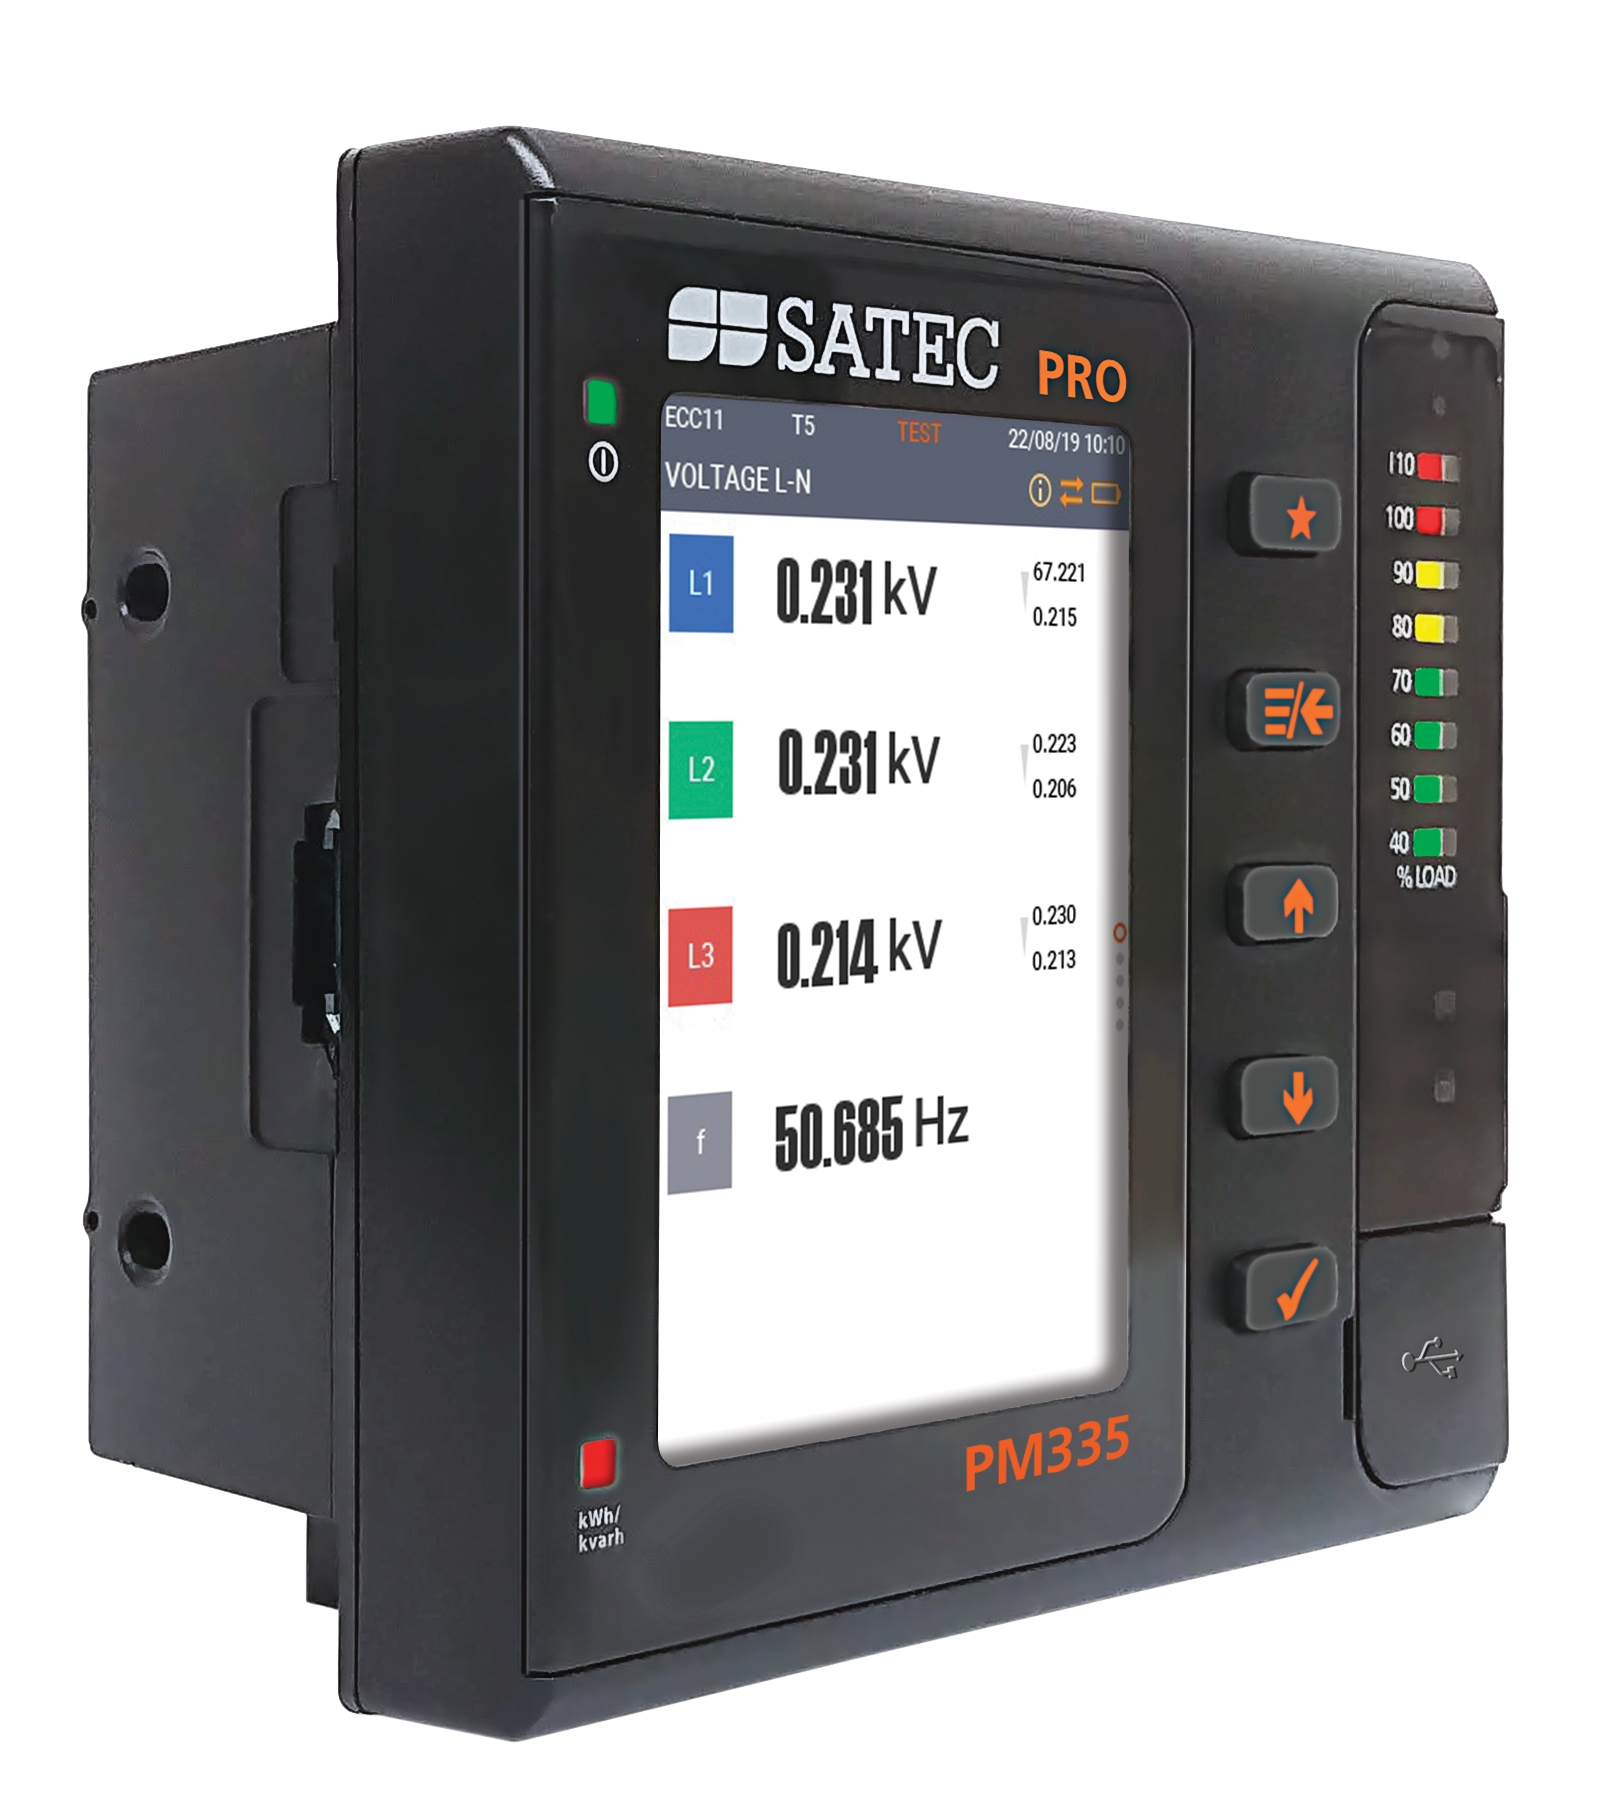 SATEC PRO
ECC11 T5 TEST 22/08/19 10:10
VOLTAGE L-N
L1 0.231 kV 67.221
0.215
L2 0.231 kV 0.223
0.206
L3 0.214 kV 0.230
0.213
f 50.685 Hz
PM335
kWh/
kvarh
110
100
90
80
70
60
50
40
% LOAD